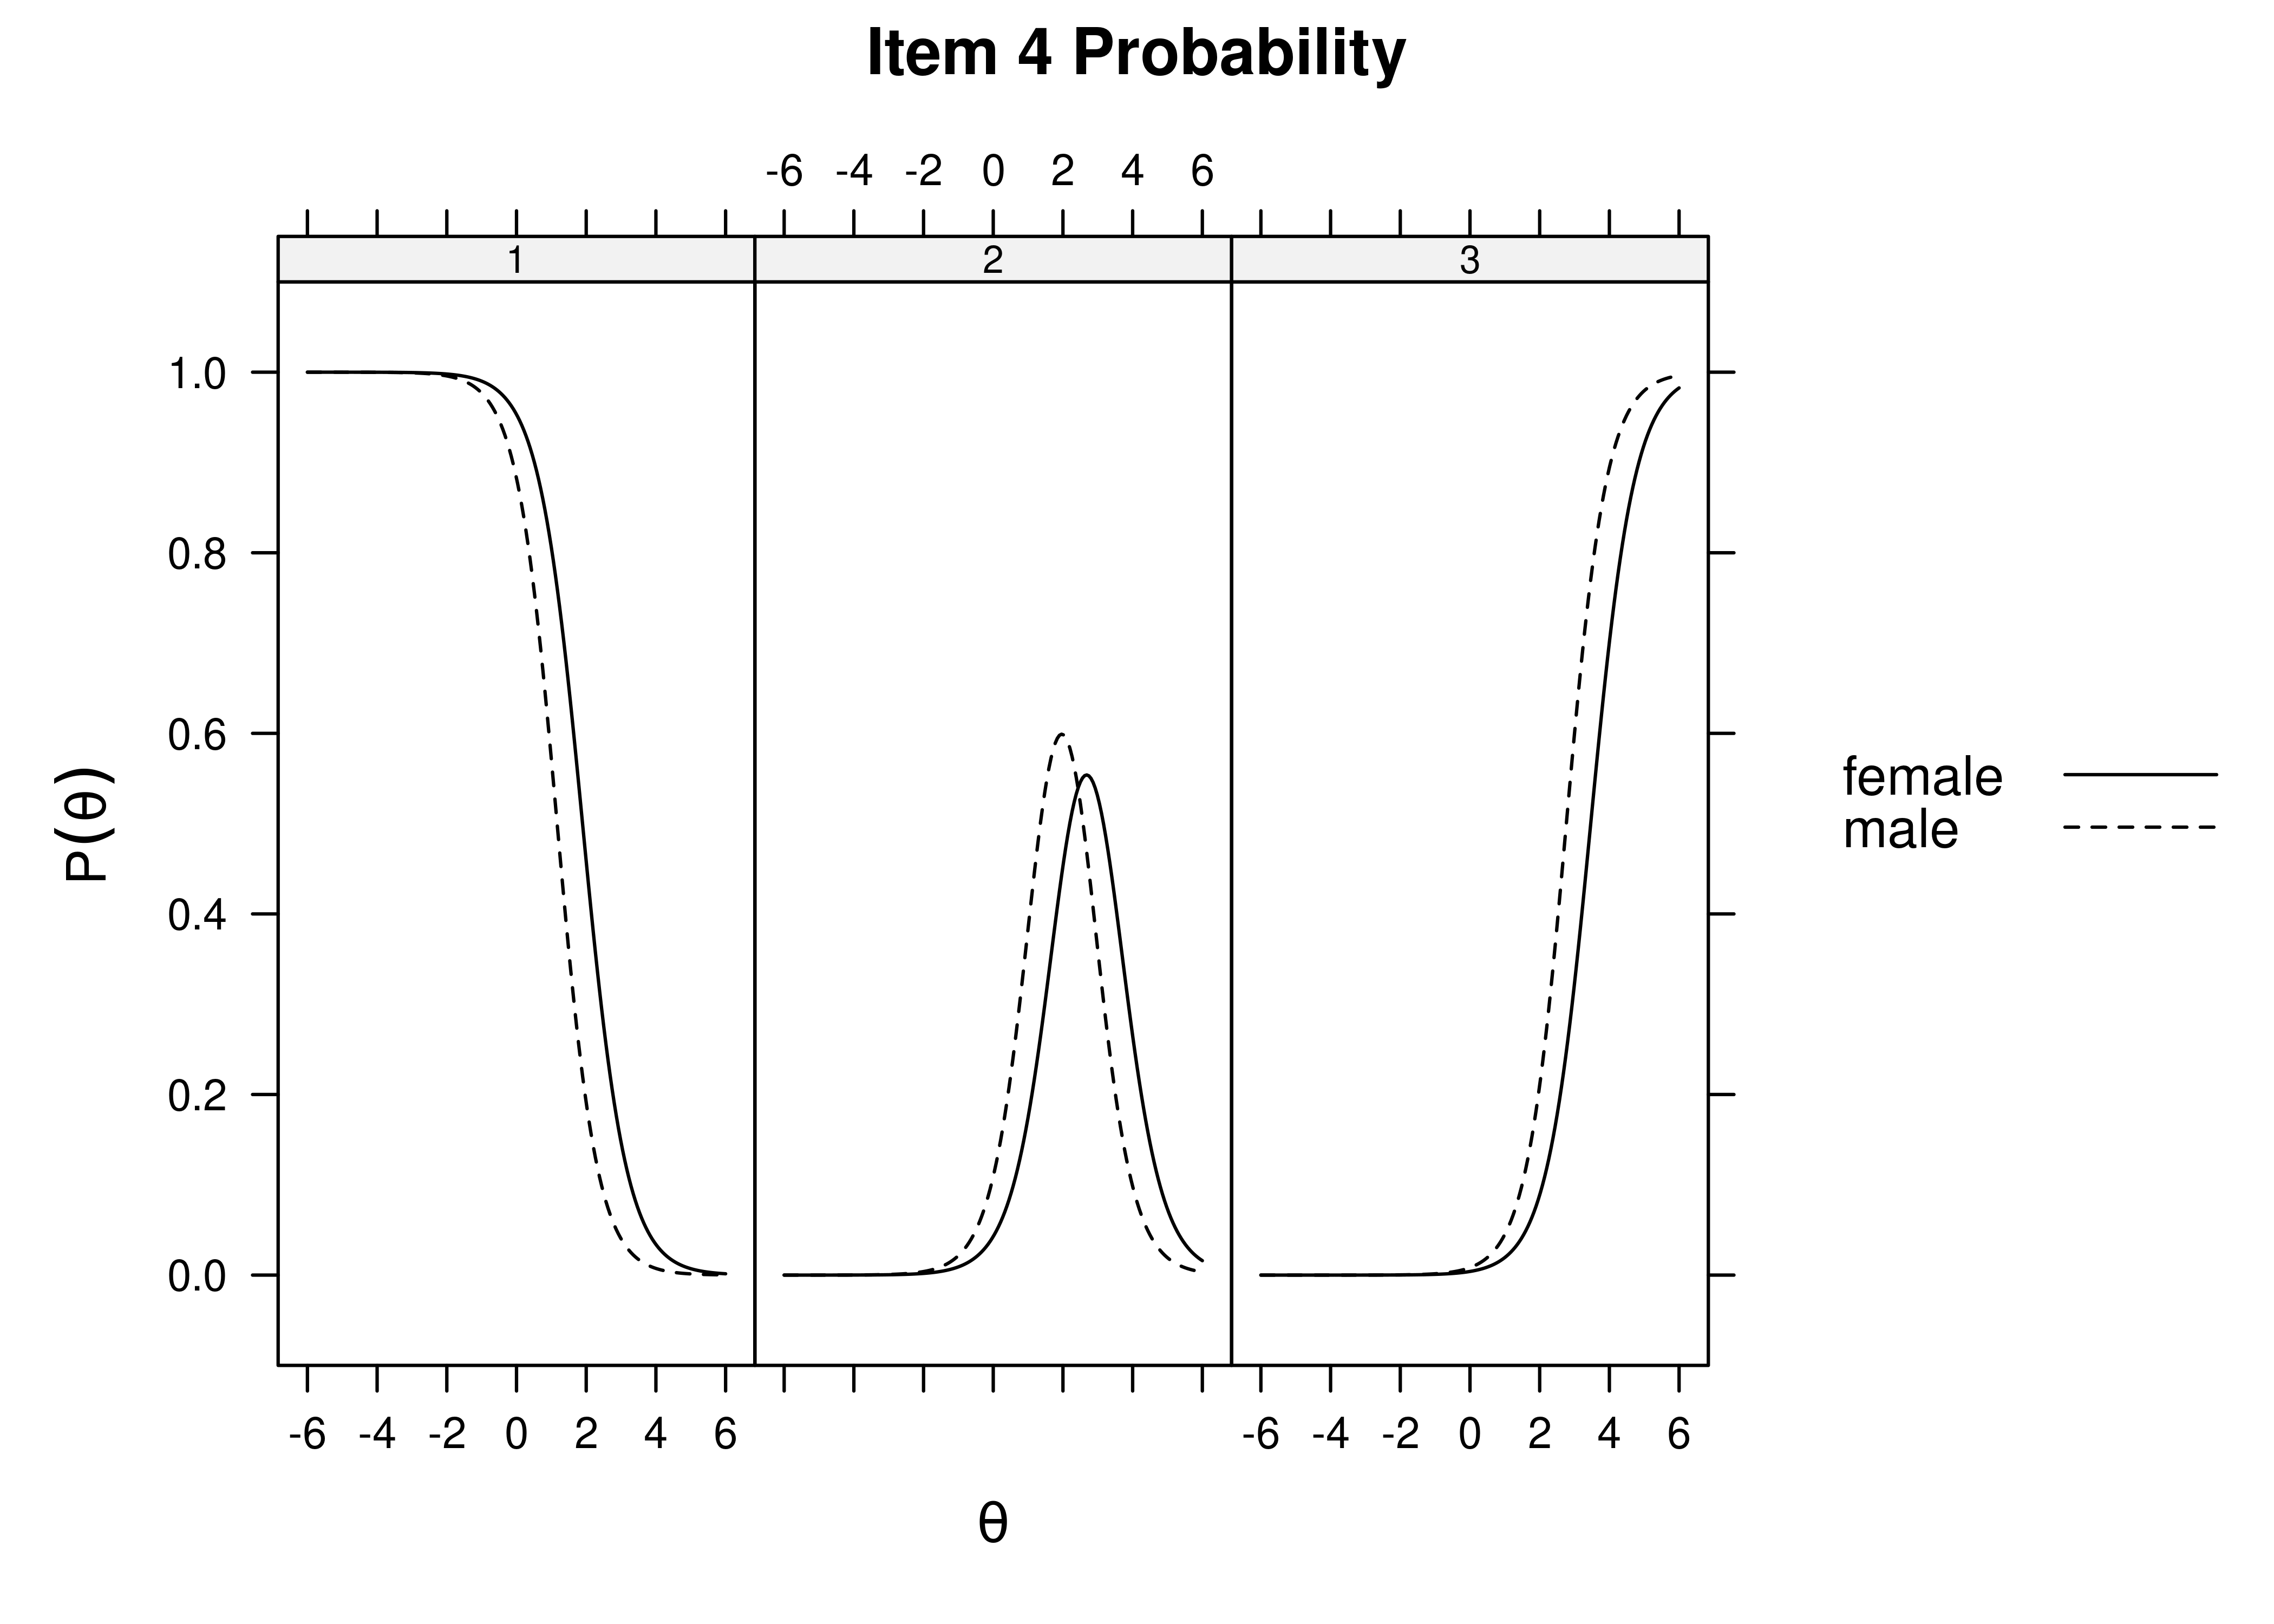 Item 4 Probability
-6 -4 -2 0 2 4 6
1 2 3
1.0
0.8
0.6
0.4
0.2
0.0
P(θ)
female
male
-6 -4 -2 0 2 4 6 -6 -4 -2 0 2 4 6
θ